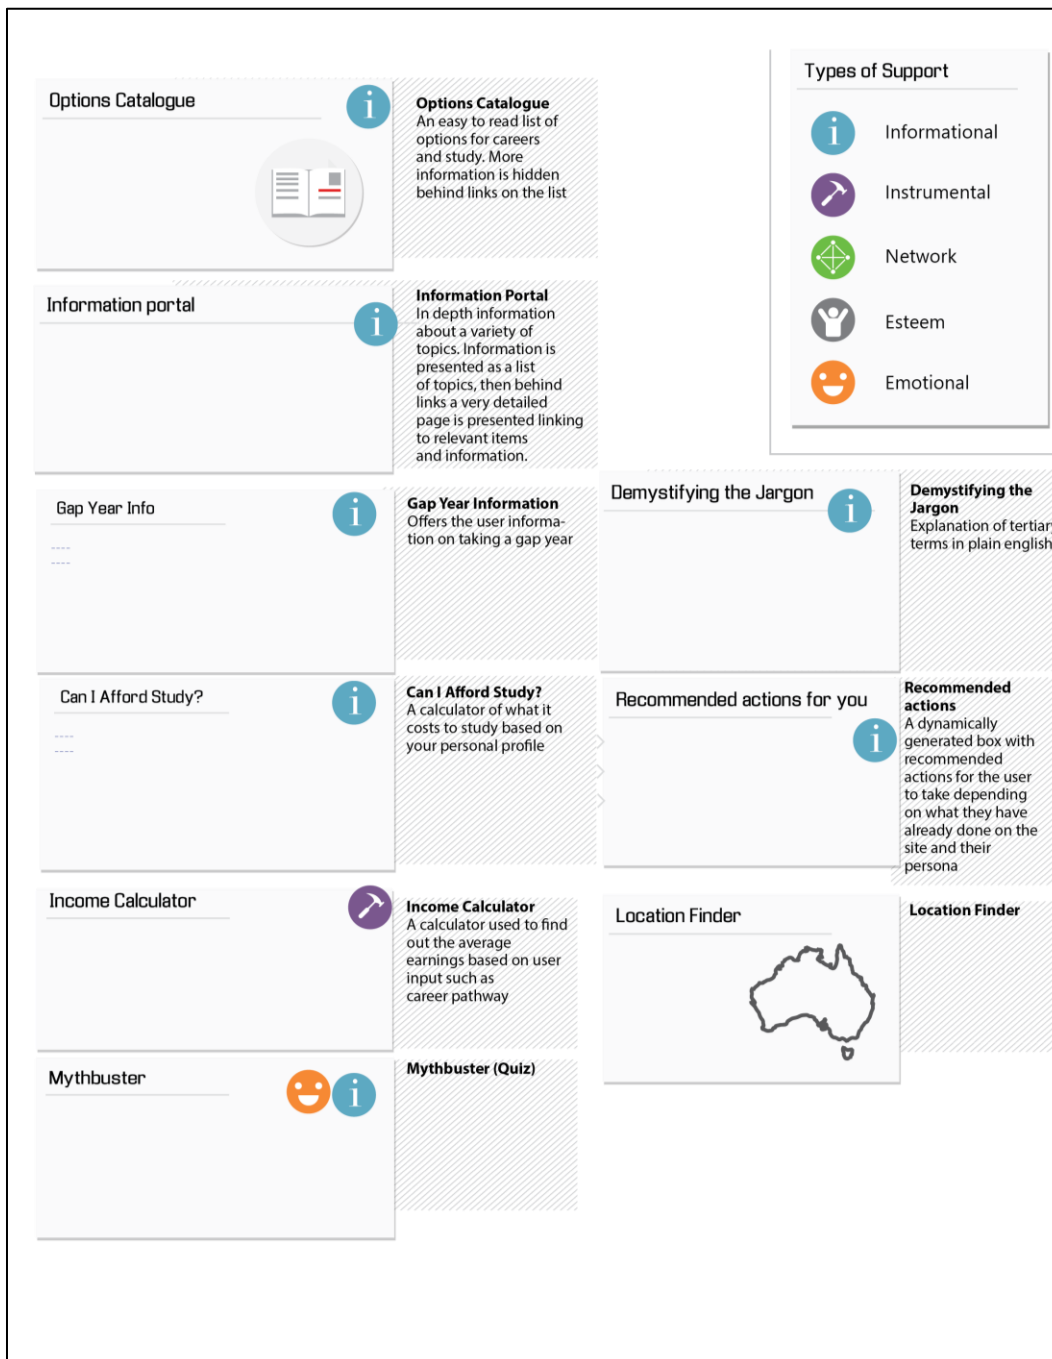 Options Catalogue
Options Catalogue
An easy to read list of
options for careers
and study. More
information is hidden
behind links on the list
Types of Support
Informational
Instrumental
Network
Esteem
Emotional
Information portal
Information Portal
In depth information
about a variety of
topics. Information is
presented as a list
of topics, then behind
links a very detailed
page is presented linking
to relevant items
and information.
Gap Year Info
----
----
Gap Year Information
Offers the user informa-
tion on taking a gap year
Demystifying the Jargon
Demystifying the
Jargon
Explanation of tertiary
terms in plain english
Can I Afford Study?
----
----
Can I Afford Study?
A calculator of what it
costs to study based on
your personal profile
Recommended actions for you
Recommended
actions
A dynamically
generated box with
recommended
actions for the user
to take depending
on what they have
already done on the
site and their
persona
Income Calculator
Income Calculator
A calculator used to find
out the average
earnings based on user
input such as
career pathway
Location Finder
Location Finder
Mythbuster
Mythbuster (Quiz)